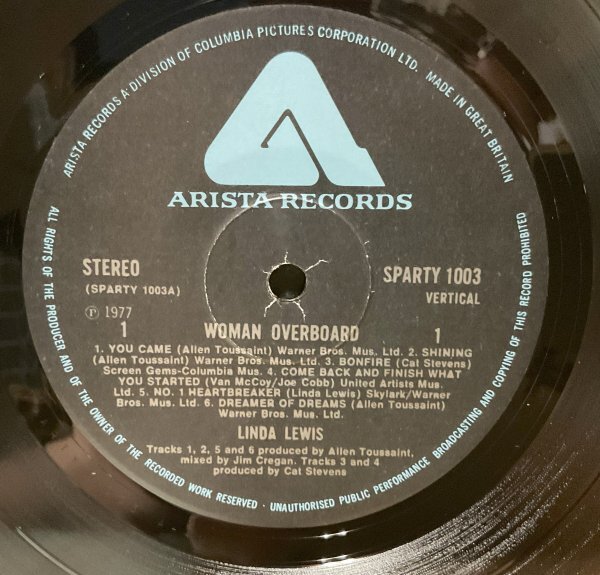 ARISTA RECORDS A DIVISION OF COLUMBIA PICTURES CORPORATION LTD. MADE IN GREAT BRITAIN
ARISTA RECORDS
STEREO
SPARTY 1003
(SPARTY 1003A)
VERTICAL
℗ 1977
1 WOMAN OVERBOARD 1
1. YOU CAME (Allen Toussaint) Warner Bros. Mus. Ltd. 2. SHINING
(Allen Toussaint) Warner Bros. Mus. Ltd. 3. BONFIRE (Cat Stevens)
Screen Gems-Columbia Mus. 4. COME BACK AND FINISH WHAT
YOU STARTED (Van McCoy/Joe Cobb) United Artists Mus.
Ltd. 5. NO. 1 HEARTBREAKER (Linda Lewis) Skylark/Warner
Bros. Mus. Ltd. 6. DREAMER OF DREAMS (Allen Toussaint)
Warner Bros. Mus. Ltd.
LINDA LEWIS
Tracks 1, 2, 5 and 6 produced by Allen Toussaint,
mixed by Jim Cregan. Tracks 3 and 4
produced by Cat Stevens
ALL RIGHTS OF THE PRODUCER AND OF THE OWNER OF THE RECORDED WORK RESERVED · UNAUTHORISED PUBLIC PERFORMANCE BROADCASTING AND COPYING OF THIS RECORD PROHIBITED